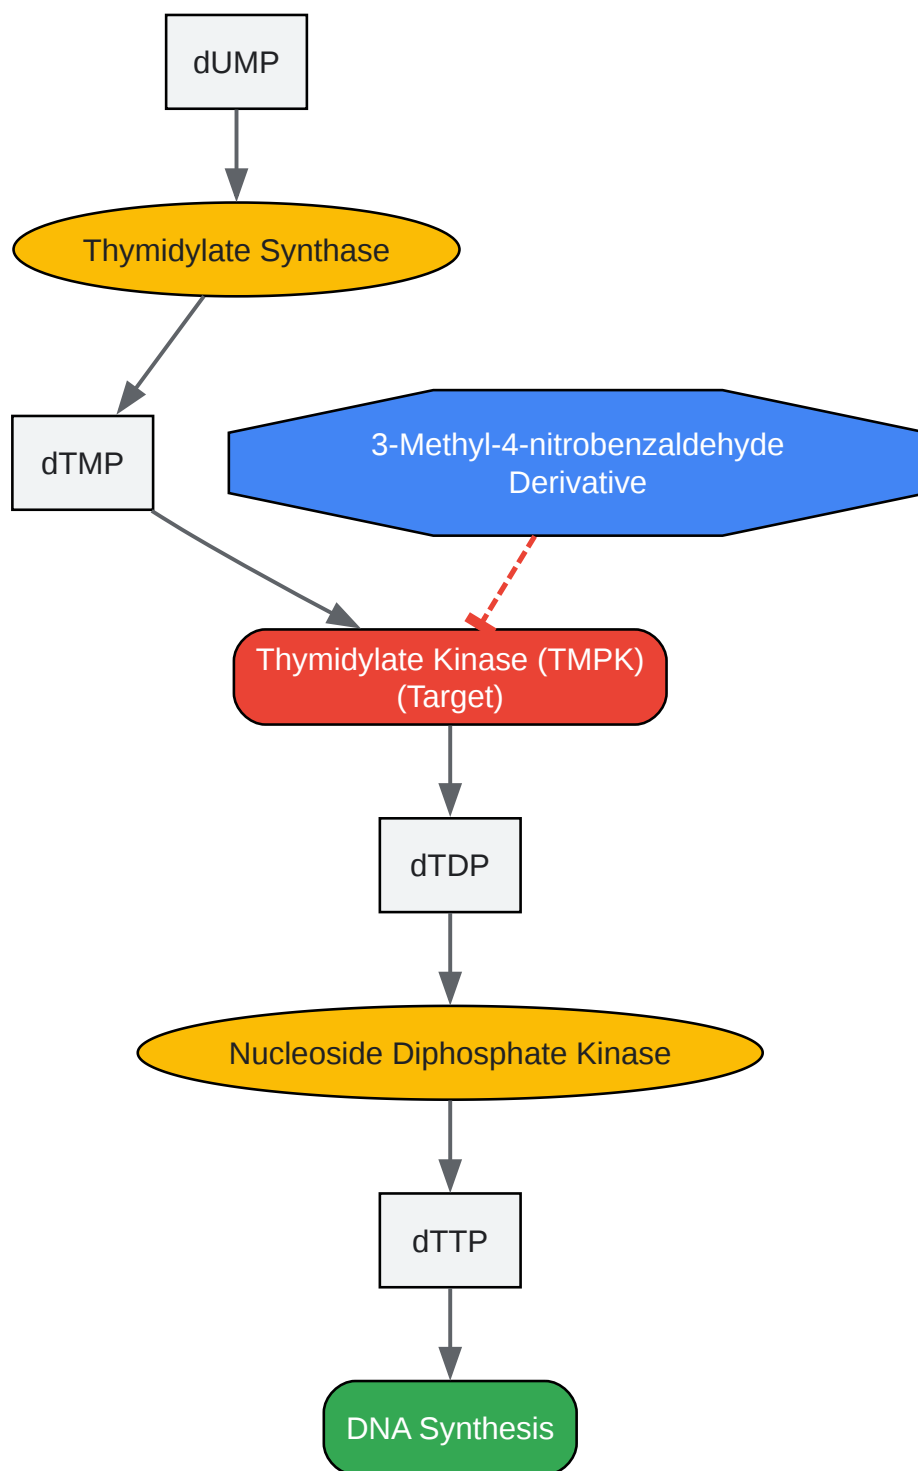 dUMP
Thymidylate Synthase
dTMP
3-Methyl-4-nitrobenzaldehyde
Derivative
Thymidylate Kinase (TMPK)
(Target)
dTDP
Nucleoside Diphosphate Kinase
dTTP
DNA Synthesis